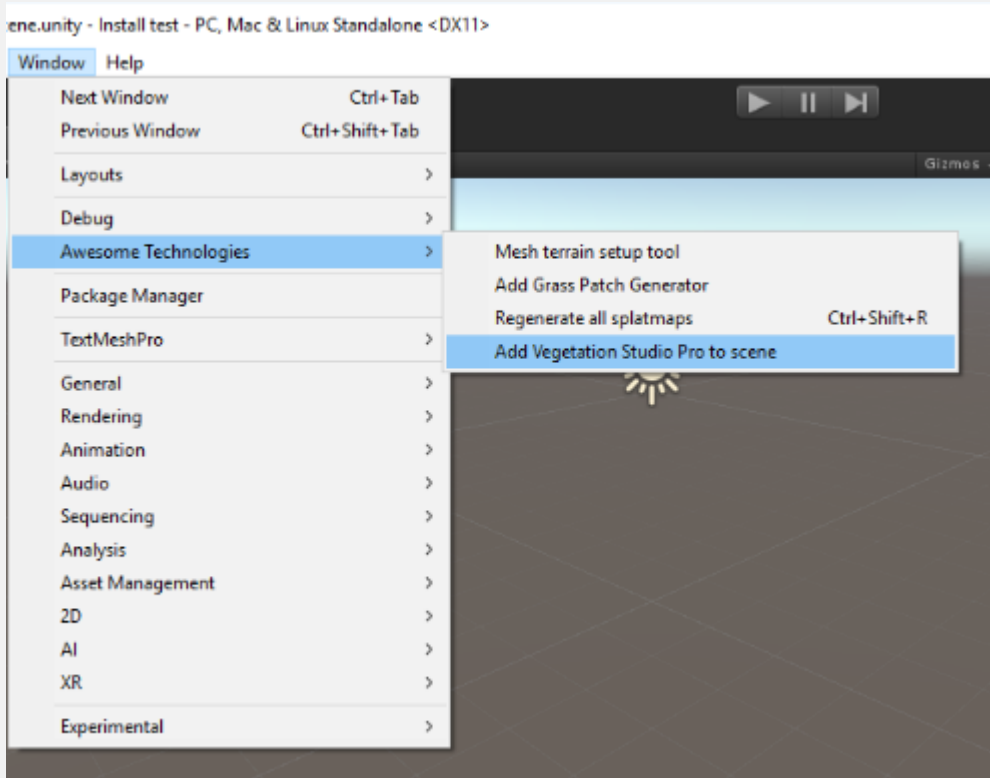 ene.unity - Install test - PC, Mac & Linux Standalone <DX11>
Window Help
Next Window Ctrl+Tab
Previous Window Ctrl+Shift+Tab
Layouts
Gizmos
Debug
Awesome Technologies
Mesh terrain setup tool
Add Grass Patch Generator
Regenerate all splatmaps Ctrl+Shift+R
Add Vegetation Studio Pro to scene
Package Manager
TextMeshPro
General
Rendering
Animation
Audio
Sequencing
Analysis
Asset Management
2D
AI
XR
Experimental